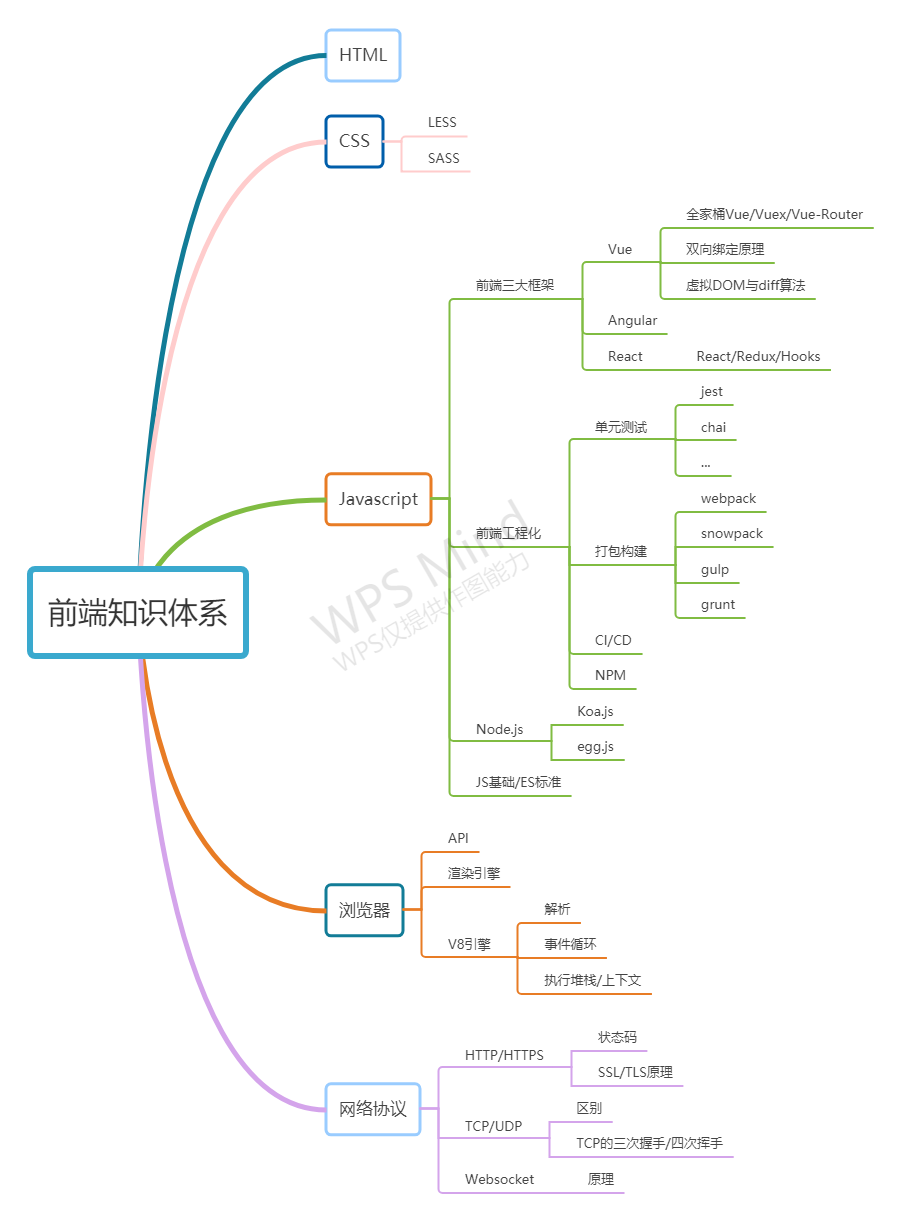 HTML
CSS
LESS
SASS
全家桶Vue/Vuex/Vue-Router
Vue
双向绑定原理
前端三大框架
虚拟DOM与diff算法
Angular
React
React/Redux/Hooks
jest
单元测试
chai
...
Javascript
webpack
前端工程化
snowpack
打包构建
gulp
grunt
前端知识体系
CI/CD
NPM
Koa.js
Node.js
egg.js
JS基础/ES标准
API
渲染引擎
浏览器
解析
V8引擎
事件循环
执行堆栈/上下文
状态码
HTTP/HTTPS
SSL/TLS原理
网络协议
区别
TCP/UDP
TCP的三次握手/四次挥手
Websocket
原理
WPS Mind
WPS仅提供作图能力